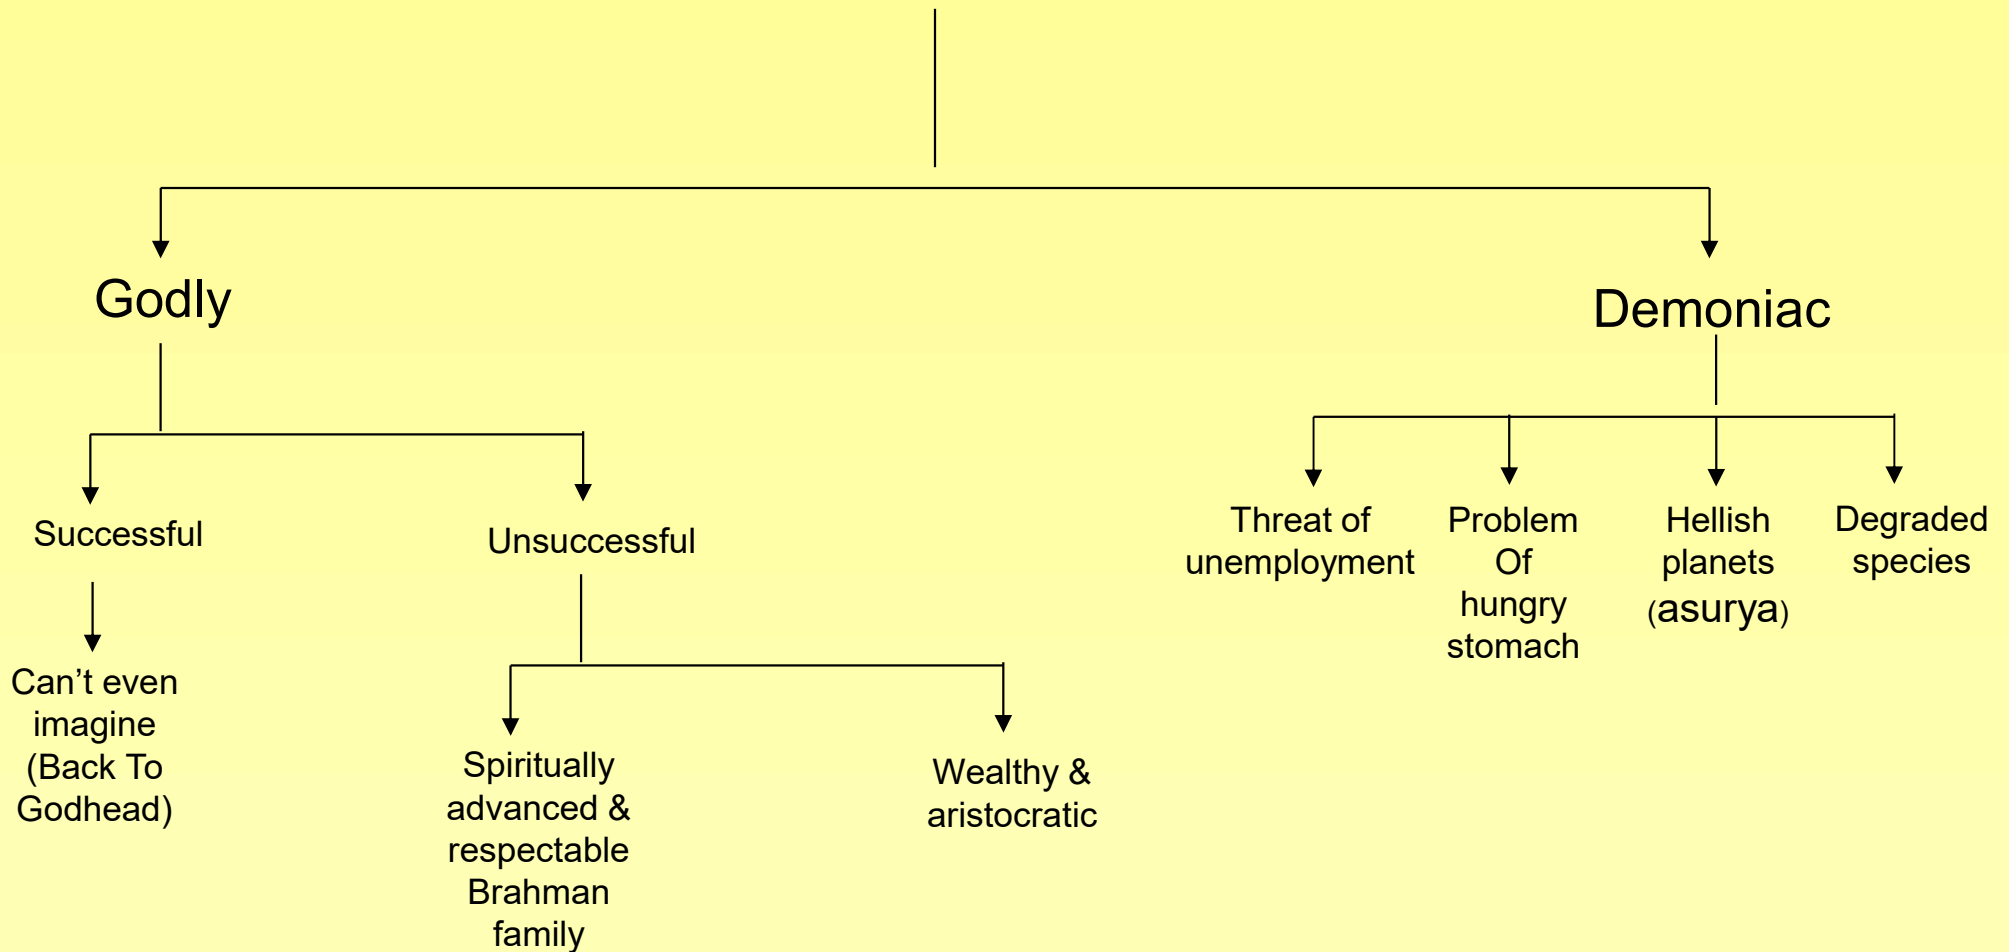 Godly
Demoniac
Successful
Unsuccessful
Threat of
unemployment
Problem
Of
hungry
stomach
Hellish
planets
(asurya)
Degraded
species
Can’t even
imagine
(Back To
Godhead)
Spiritually
advanced &
respectable
Brahman
family
Wealthy &
aristocratic